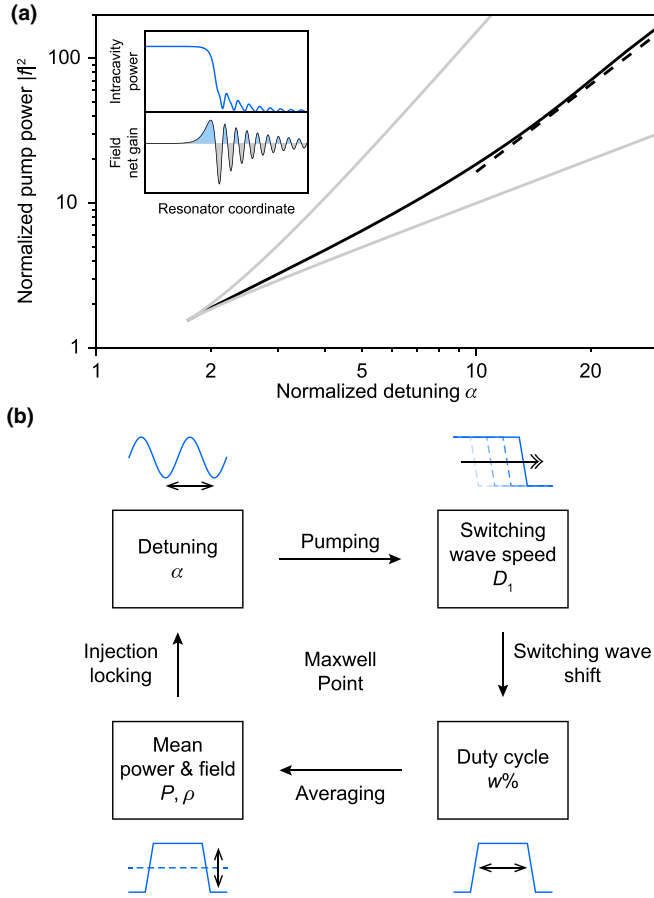 (a)
Normalized pump power |f|²
100
10
1
Intracavity
power
Field
net gain
Resonator coordinate
1
2
5
10
20
Normalized detuning α
(b)
Detuning
α
Pumping
Switching
wave speed
D₁
Injection
locking
Maxwell
Point
Switching wave
shift
Mean
power & field
P, ρ
Averaging
Duty cycle
w%